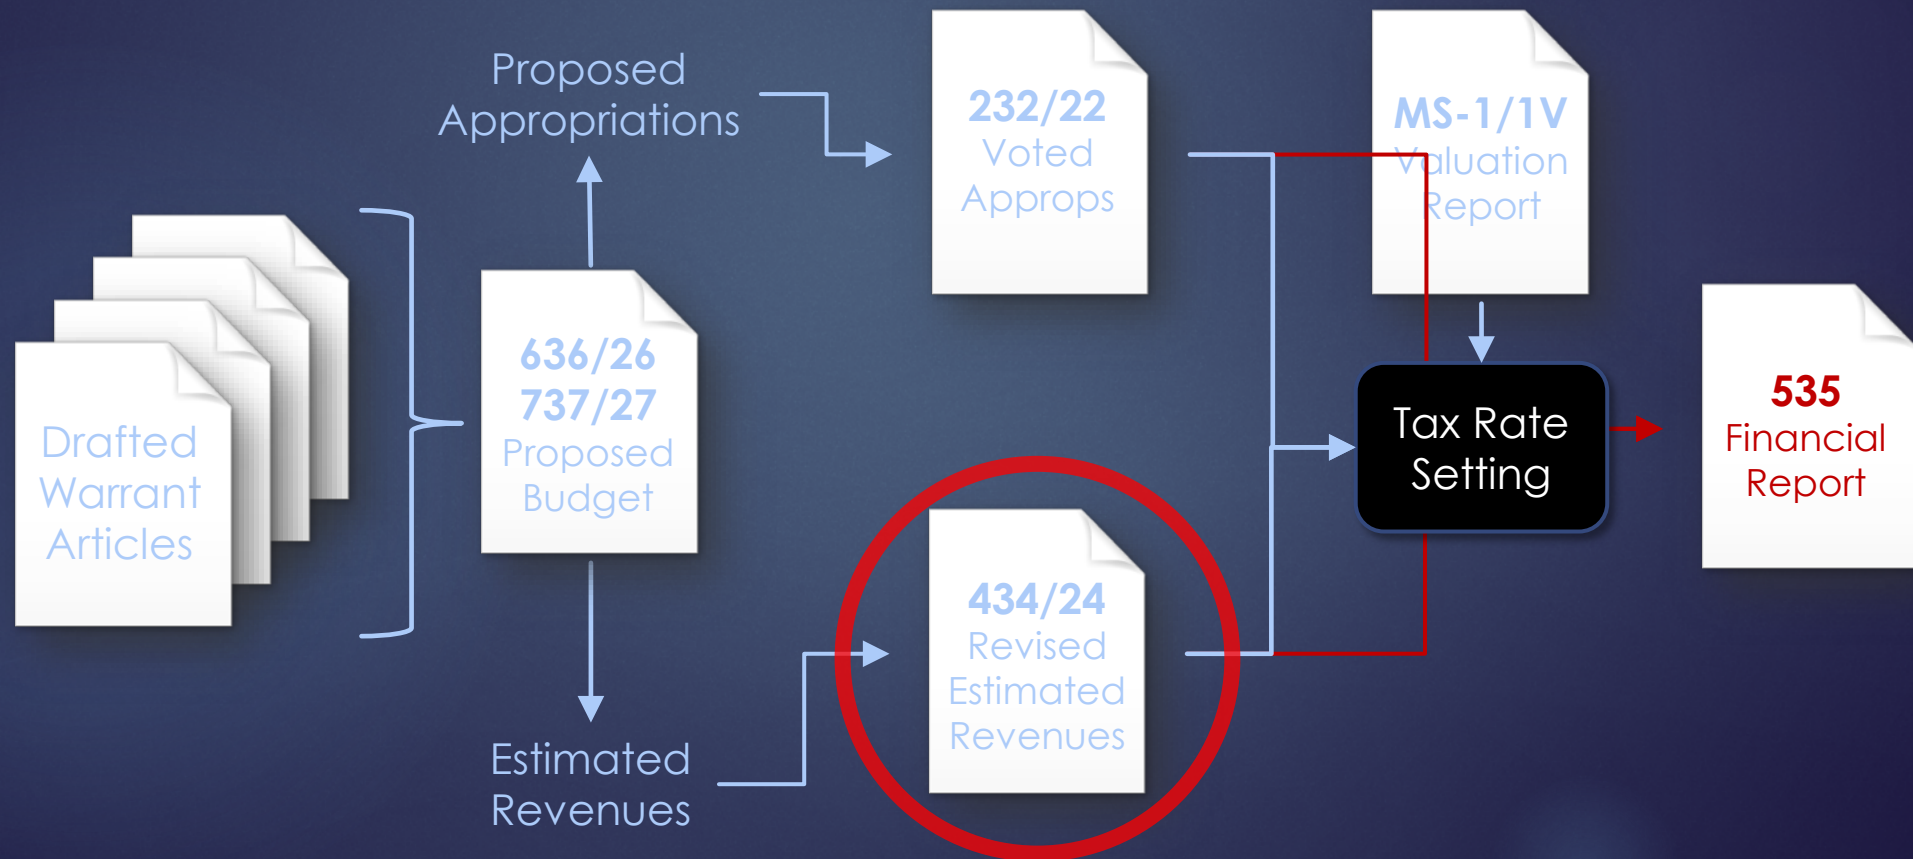 Drafted
Warrant
Articles
Proposed
Appropriations
636/26
737/27
Proposed
Budget
Estimated
Revenues
232/22
Voted
Approps
434/24
Revised
Estimated
Revenues
MS-1/1V
Valuation
Report
Tax Rate
Setting
535
Financial
Report